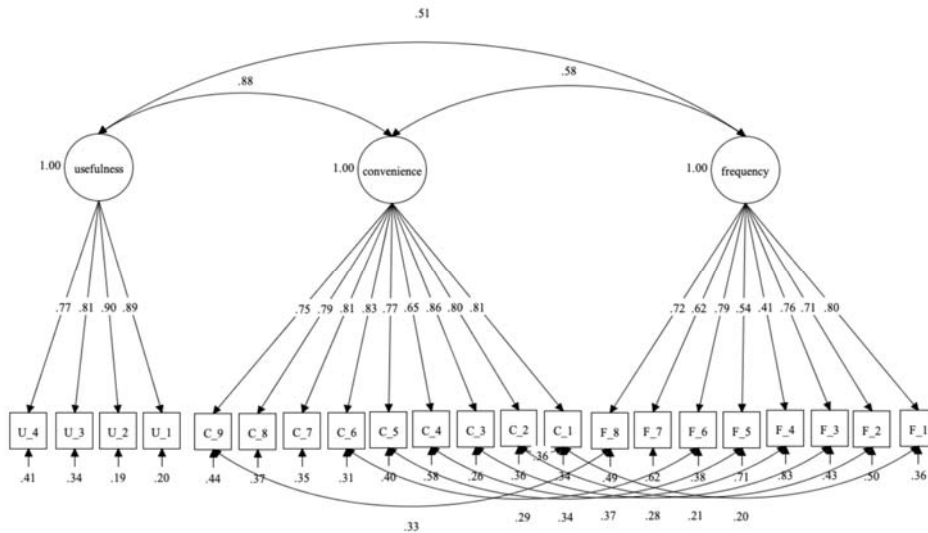 .51
.88
.58
1.00 usefulness 1.00 convenience 1.00 frequency
.77 .81 .90 .89 .75 .79 .81 .83 .77 .65 .86 .80 .81 .72 .62 .79 .54 .41 .76 .71 .80
U_4 U_3 U_2 U_1 C_9 C_8 C_7 C_6 C_5 C_4 C_3 C_2 C_1 F_8 F_7 F_6 F_5 F_4 F_3 F_2 F_1
.36
.41 .34 .19 .20 .44 .37 .35 .31 .40 .58 .26 .36 .34 .49 .62 .38 .71 .83 .43 .50 .36
.33 .29 .34 .37 .28 .21 .20